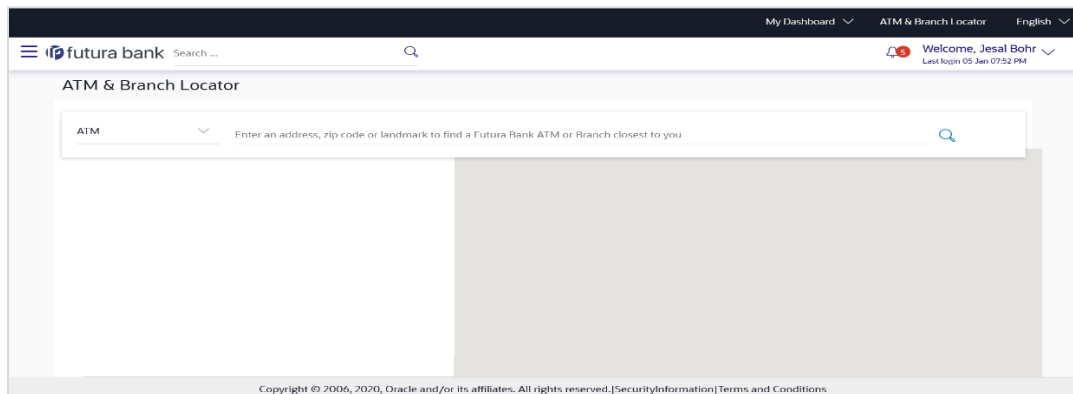 My Dashboard ATM & Branch Locator English
futura bank Search ... 5 Welcome, Jesal Bohr
Last login 05 Jan 07:52 PM
ATM & Branch Locator
ATM Enter an address, zip code or landmark to find a Futura Bank ATM or Branch closest to you
Copyright © 2006, 2020, Oracle and/or its affiliates. All rights reserved.|SecurityInformation|Terms and Conditions